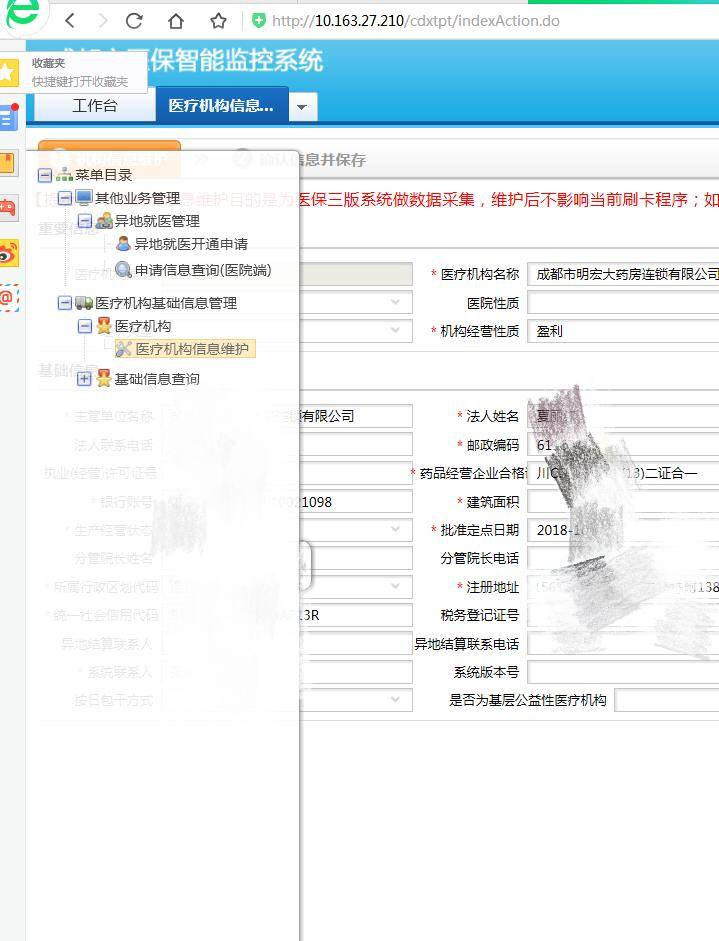 http://10.163.27.210/cdxtpt/indexAction.do
医保智能监控系统
收藏夹
快捷键打开收藏夹
工作台
医疗机构信息...
机构信息维护
确认信息并保存
菜单目录
其他业务管理
息维护目的是为医保三版系统做数据采集，维护后不影响当前刷卡程序；如
异地就医管理
重要信息
异地就医开通申请
申请信息查询(医院端)
* 医疗机构名称
成都市明宏大药房连锁有限公司
医疗机构基础信息管理
医院性质
医疗机构
* 机构经营性质
盈利
医疗机构信息维护
基础信息
基础信息查询
* 主管单位名称
有限公司
* 法人姓名
法人联系电话
* 邮政编码
61
执业(经营)许可证号
* 药品经营企业合格
二证合一
* 银行账号
21098
* 建筑面积
* 生产经营状态
* 批准定点日期
2018-1
分管院长姓名
分管院长电话
* 所属行政区划代码
* 注册地址
138
* 统一社会信用代码
13R
税务登记证号
异地结算联系人
异地结算联系电话
* 系统联系人
系统版本号
按日包干方式
是否为基层公益性医疗机构